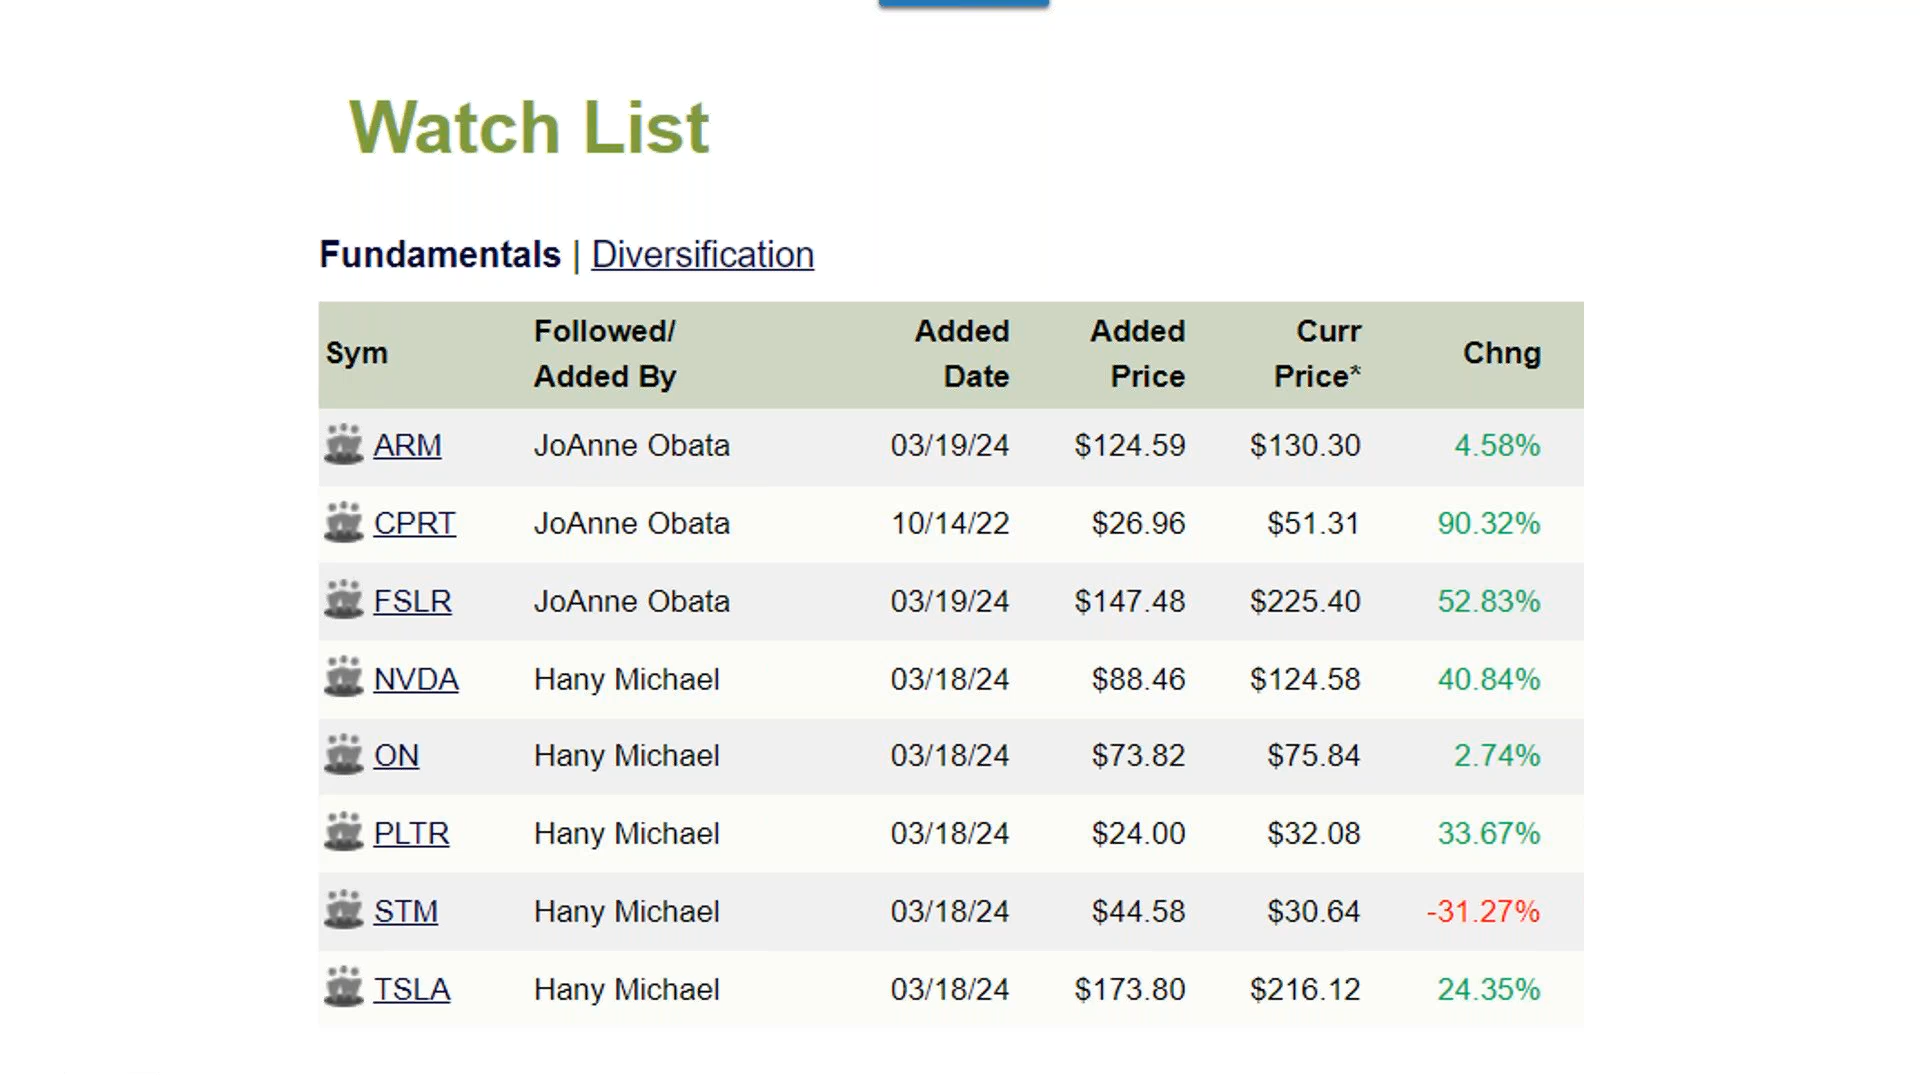 Watch List
Fundamentals | Diversification
Sym Followed/ Added By Added Date Added Price Curr Price* Chng
ARM JoAnne Obata 03/19/24 $124.59 $130.30 4.58%
CPRT JoAnne Obata 10/14/22 $26.96 $51.31 90.32%
FSLR JoAnne Obata 03/19/24 $147.48 $225.40 52.83%
NVDA Hany Michael 03/18/24 $88.46 $124.58 40.84%
ON Hany Michael 03/18/24 $73.82 $75.84 2.74%
PLTR Hany Michael 03/18/24 $24.00 $32.08 33.67%
STM Hany Michael 03/18/24 $44.58 $30.64 -31.27%
TSLA Hany Michael 03/18/24 $173.80 $216.12 24.35%